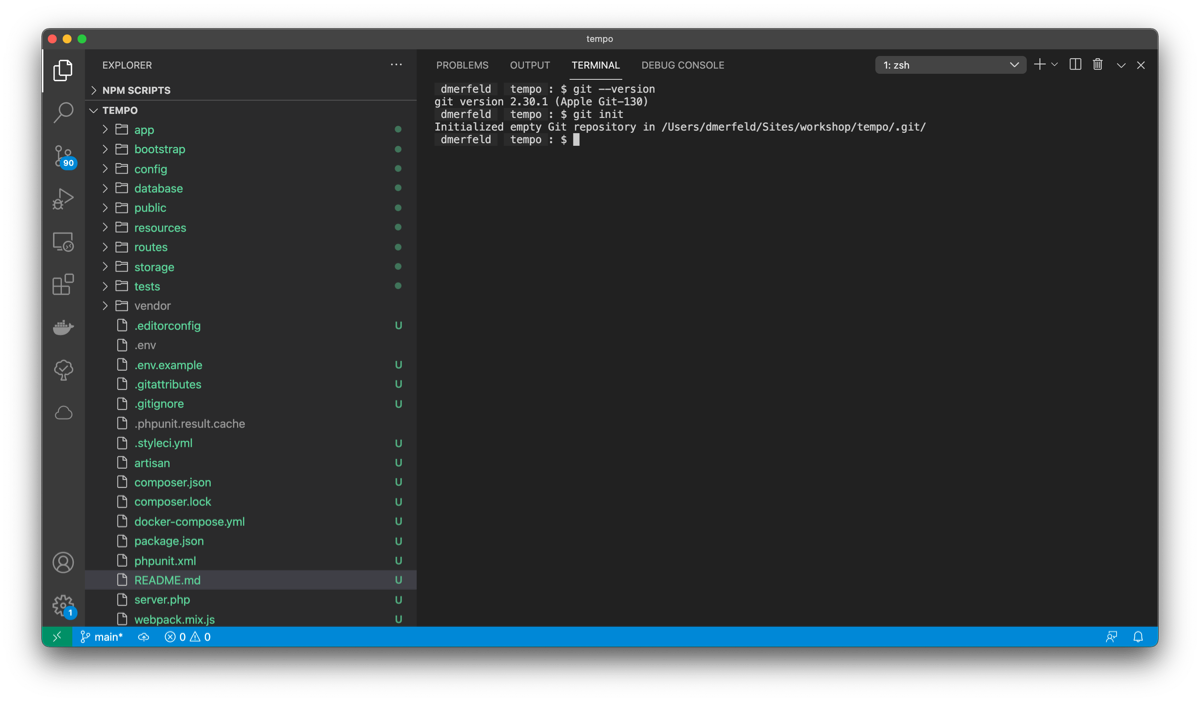 tempo
EXPLORER
NPM SCRIPTS
TEMPO
app
bootstrap
config
database
public
resources
routes
storage
tests
vendor
.editorconfig U
.env
.env.example U
.gitattributes U
.gitignore U
.phpunit.result.cache
.styleci.yml U
artisan U
composer.json U
composer.lock U
docker-compose.yml U
package.json U
phpunit.xml U
README.md U
server.php U
webpack.mix.js U
90
1
PROBLEMS OUTPUT TERMINAL DEBUG CONSOLE 1: zsh
dmerfeld tempo : $ git --version
git version 2.30.1 (Apple Git-130)
dmerfeld tempo : $ git init
Initialized empty Git repository in /Users/dmerfeld/Sites/workshop/tempo/.git/
dmerfeld tempo : $
main* 0 0